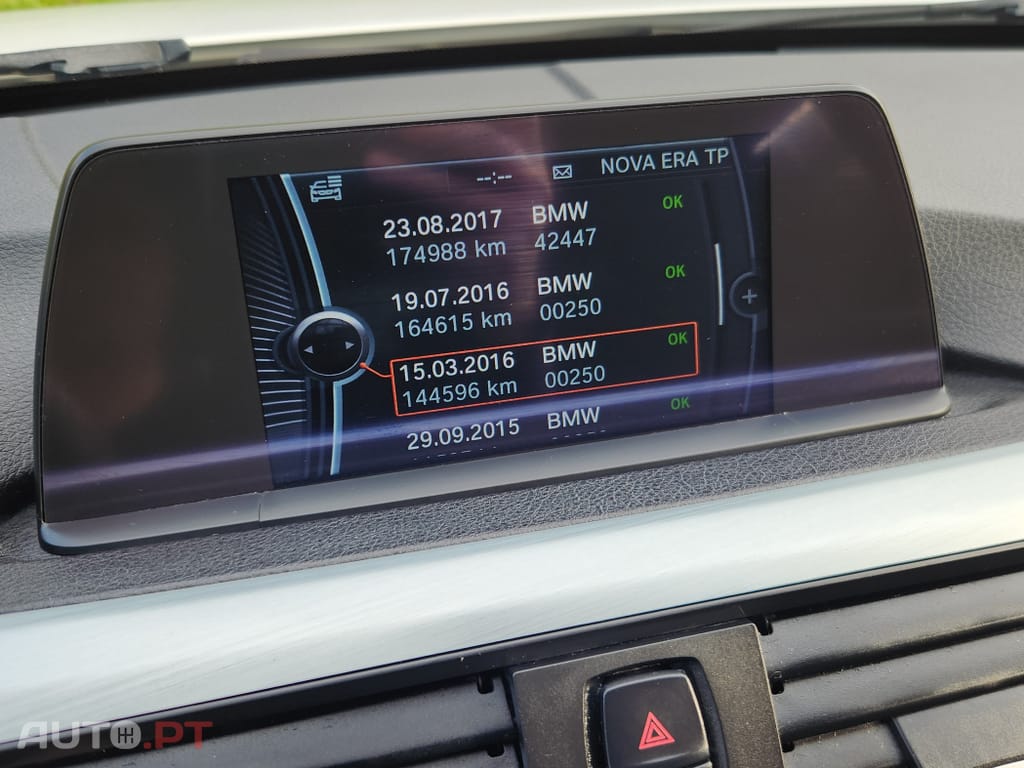 --:-- NOVA ERA TP
23.08.2017 BMW OK
174988 km 42447
19.07.2016 BMW OK
164615 km 00250
15.03.2016 BMW OK
144596 km 00250
29.09.2015 BMW OK
AUTO.PT